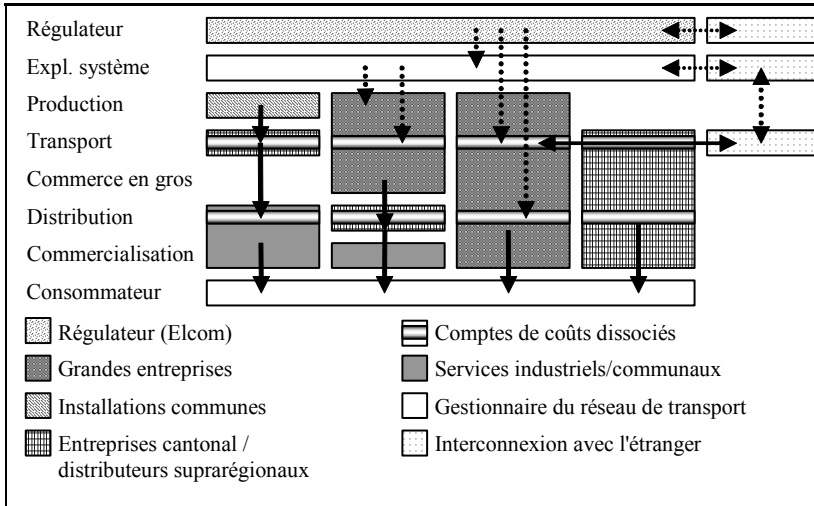 Régulateur
Expl. système
Production
Transport
Commerce en gros
Distribution
Commercialisation
Consommateur
Régulateur (Elcom)
Comptes de coûts dissociés
Grandes entreprises
Services industriels/communaux
Installations communes
Gestionnaire du réseau de transport
Entreprises cantonal /
distributeurs suprarégionaux
Interconnexion avec l'étranger